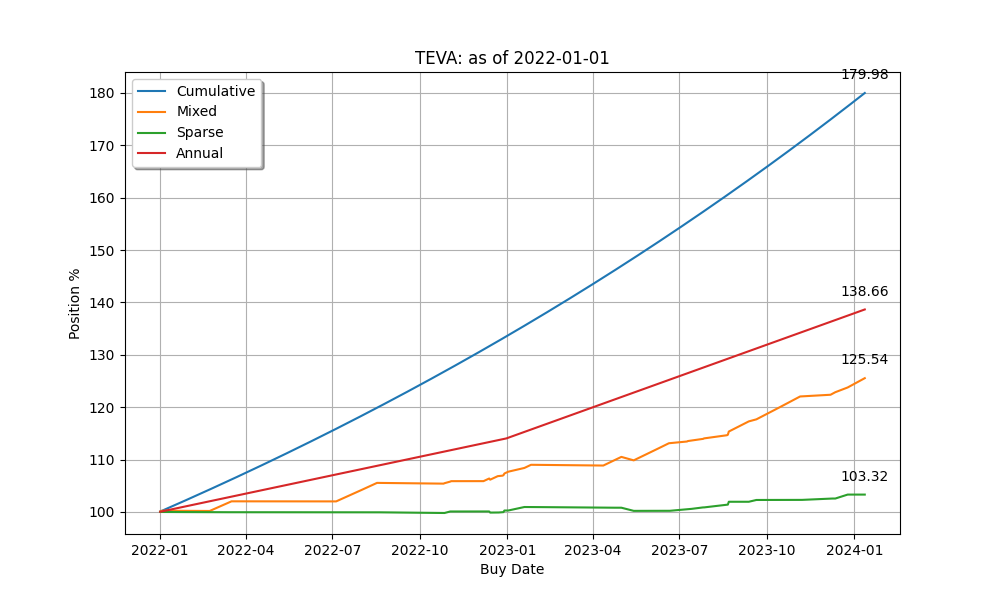 TEVA: as of 2022-01-01
179.98
Cumulative
Mixed
Sparse
Annual
138.66
125.54
103.32
180
170
160
150
140
130
120
110
100
Position %
2022-01 2022-04 2022-07 2022-10 2023-01 2023-04 2023-07 2023-10 2024-01
Buy Date